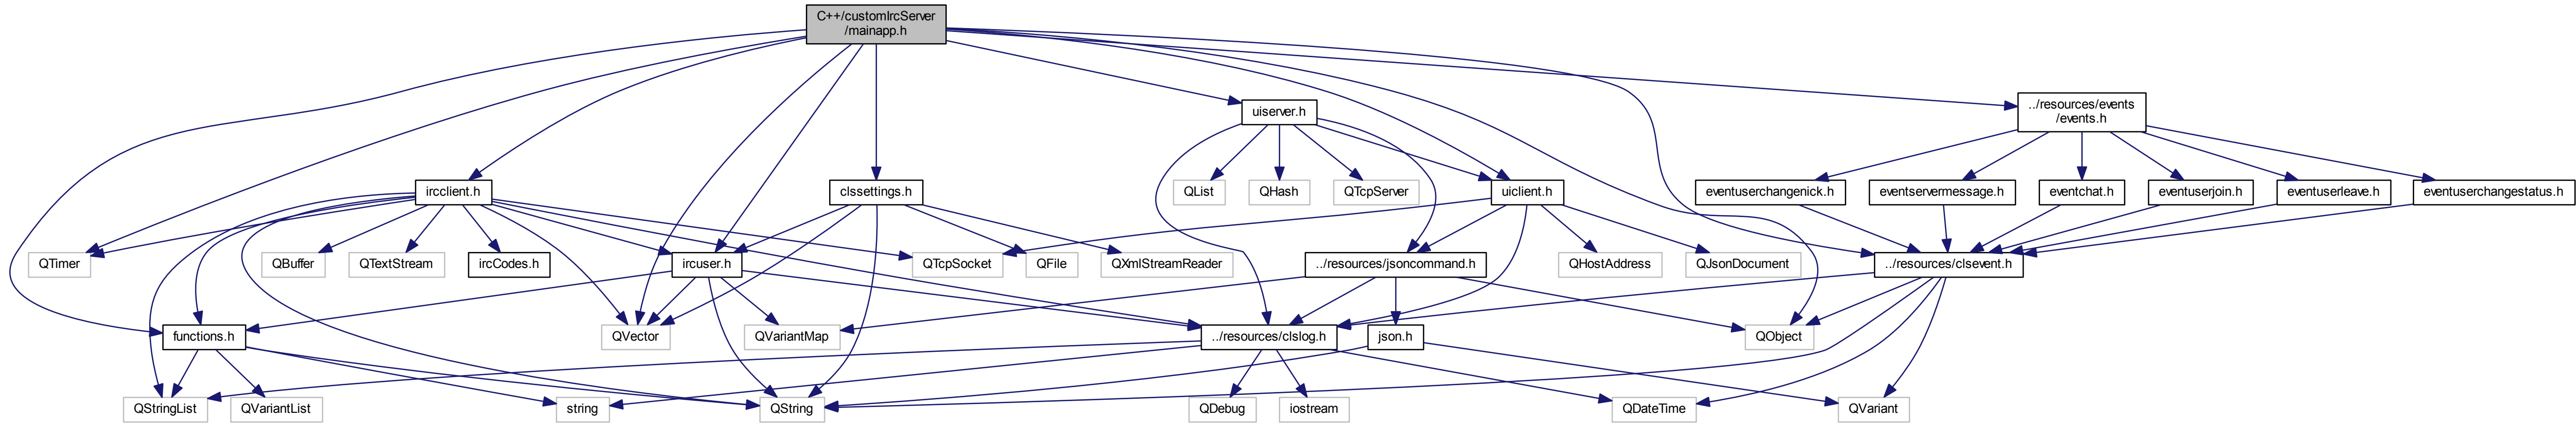 C++/customIrcServer
/mainapp.h
uiserver.h
../resources/events
/events.h
ircclient.h
clssettings.h
QList
QHash
QTcpServer
uiclient.h
eventuserchangenick.h
eventservermessage.h
eventchat.h
eventuserjoin.h
eventuserleave.h
eventuserchangestatus.h
QTimer
QBuffer
QTextStream
ircCodes.h
ircuser.h
QTcpSocket
QFile
QXmlStreamReader
../resources/jsoncommand.h
QHostAddress
QJsonDocument
../resources/clsevent.h
functions.h
QVector
QVariantMap
../resources/clslog.h
json.h
QObject
QStringList
QVariantList
string
QString
QDebug
iostream
QDateTime
QVariant